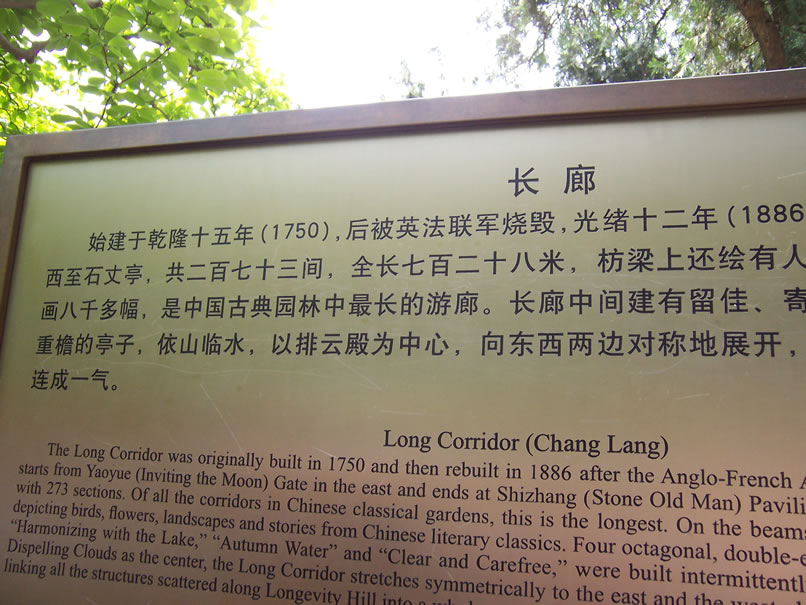 长廊
始建于乾隆十五年(1750),后被英法联军烧毁,光绪十二年(1886
西至石丈亭,共二百七十三间,全长七百二十八米,枋梁上还绘有人
画八千多幅,是中国古典园林中最长的游廊。长廊中间建有留佳、寄
重檐的亭子,依山临水,以排云殿为中心,向东西两边对称地展开,
连成一气。
Long Corridor (Chang Lang)
The Long Corridor was originally built in 1750 and then rebuilt in 1886 after the Anglo-French A
starts from Yaoyue (Inviting the Moon) Gate in the east and ends at Shizhang (Stone Old Man) Pavili
with 273 sections. Of all the corridors in Chinese classical gardens, this is the longest. On the beams
depicting birds, flowers, landscapes and stories from Chinese literary classics. Four octagonal, double-e
"Harmonizing with the Lake," "Autumn Water" and "Clear and Carefree," were built intermittently
Dispelling Clouds as the center, the Long Corridor stretches symmetrically to the east and the west
linking all the structures scattered along Longevity Hill into a